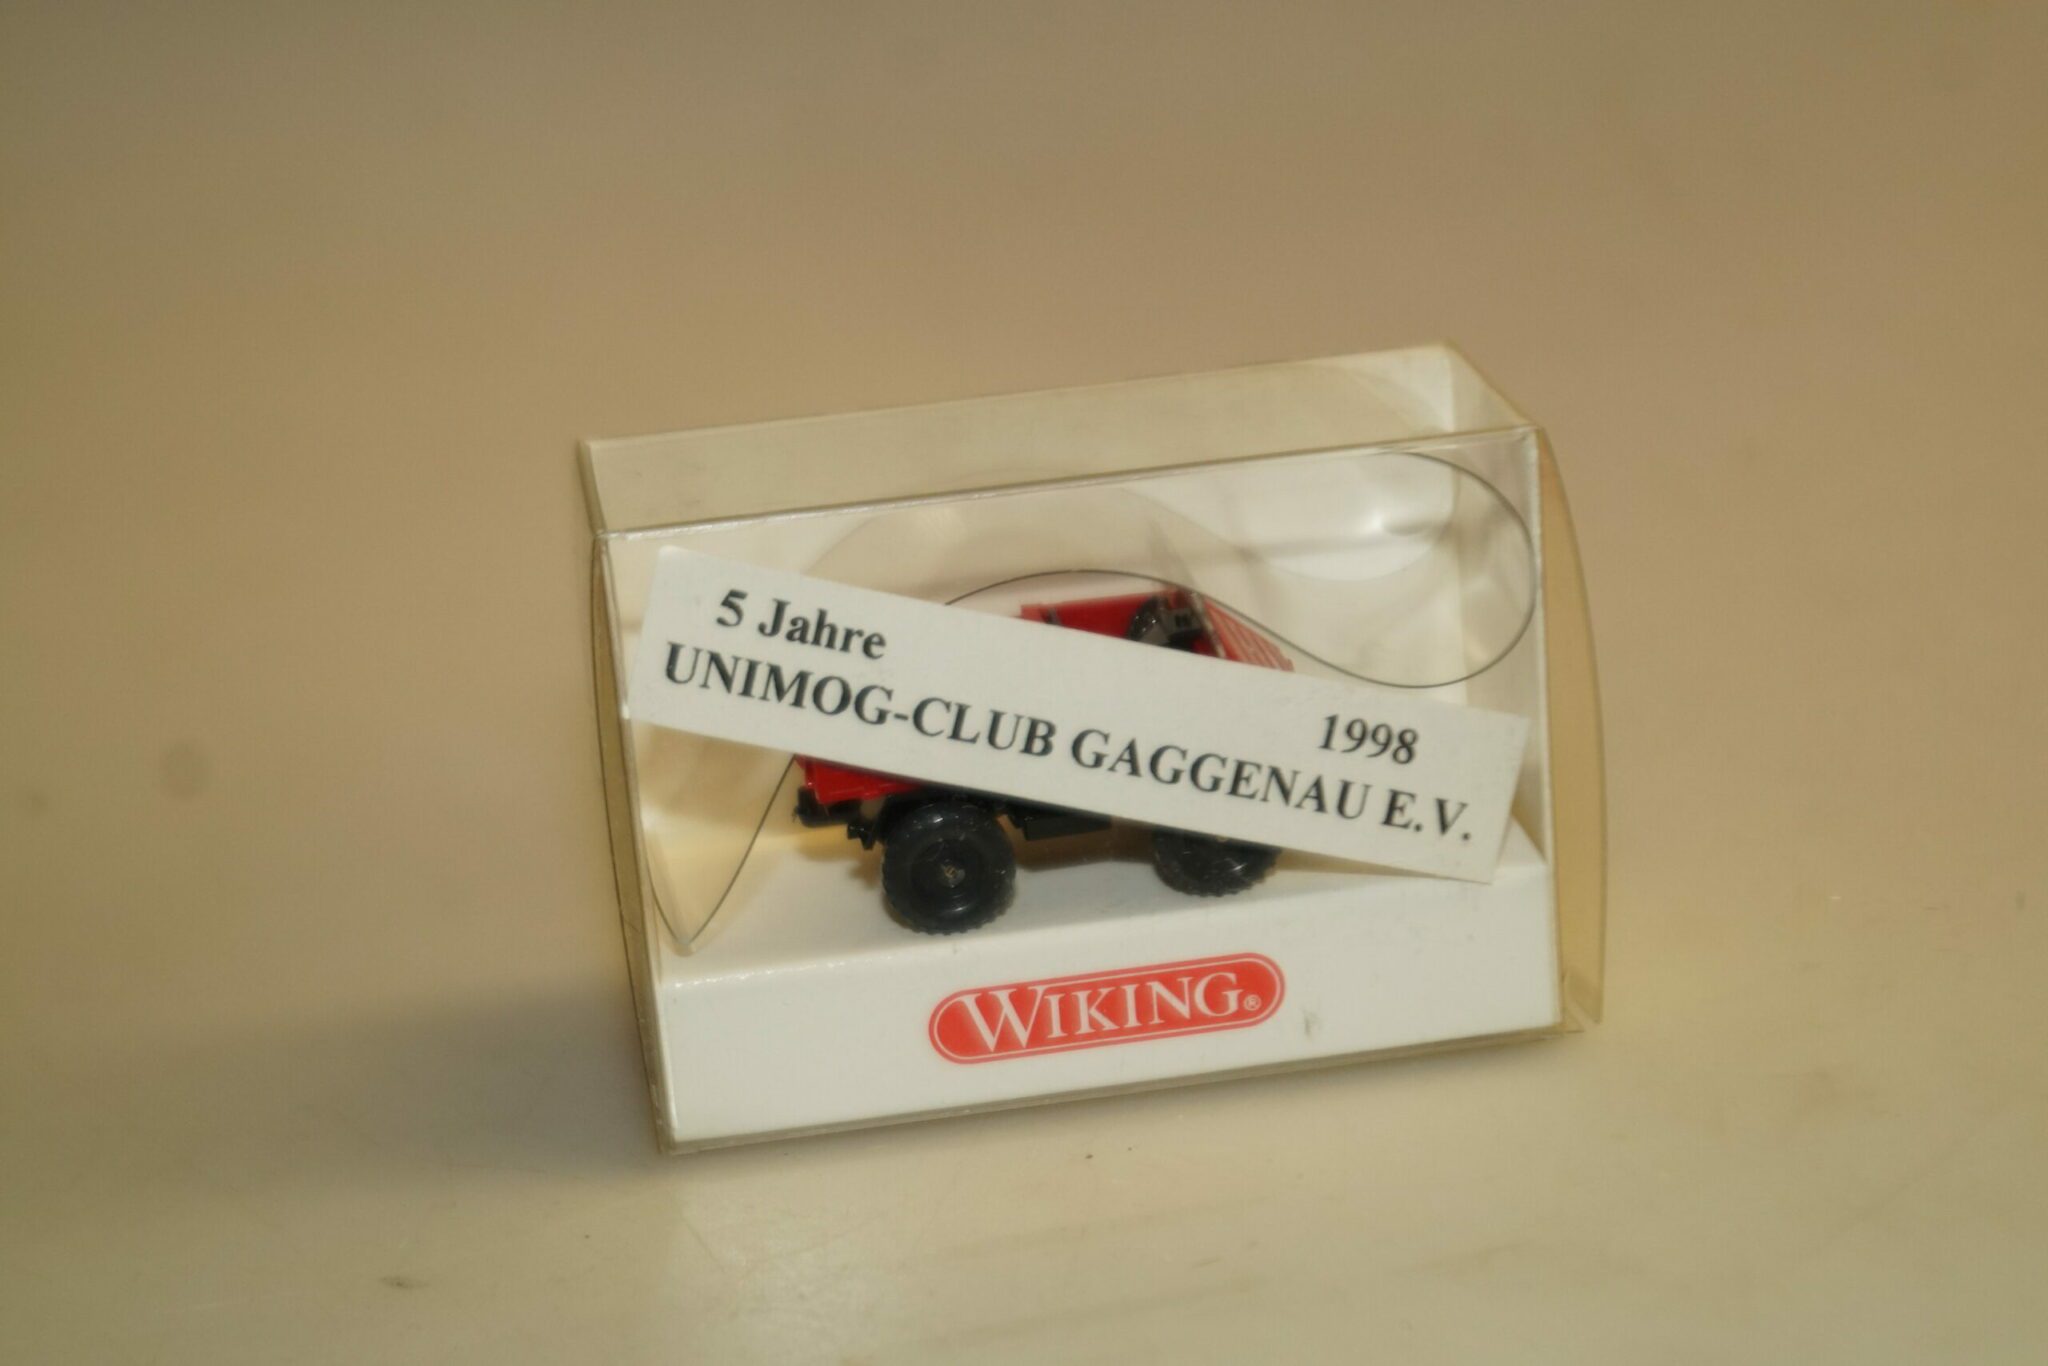 5 Jahre 1998
UNIMOG-CLUB GAGGENAU E.V.
WIKING®